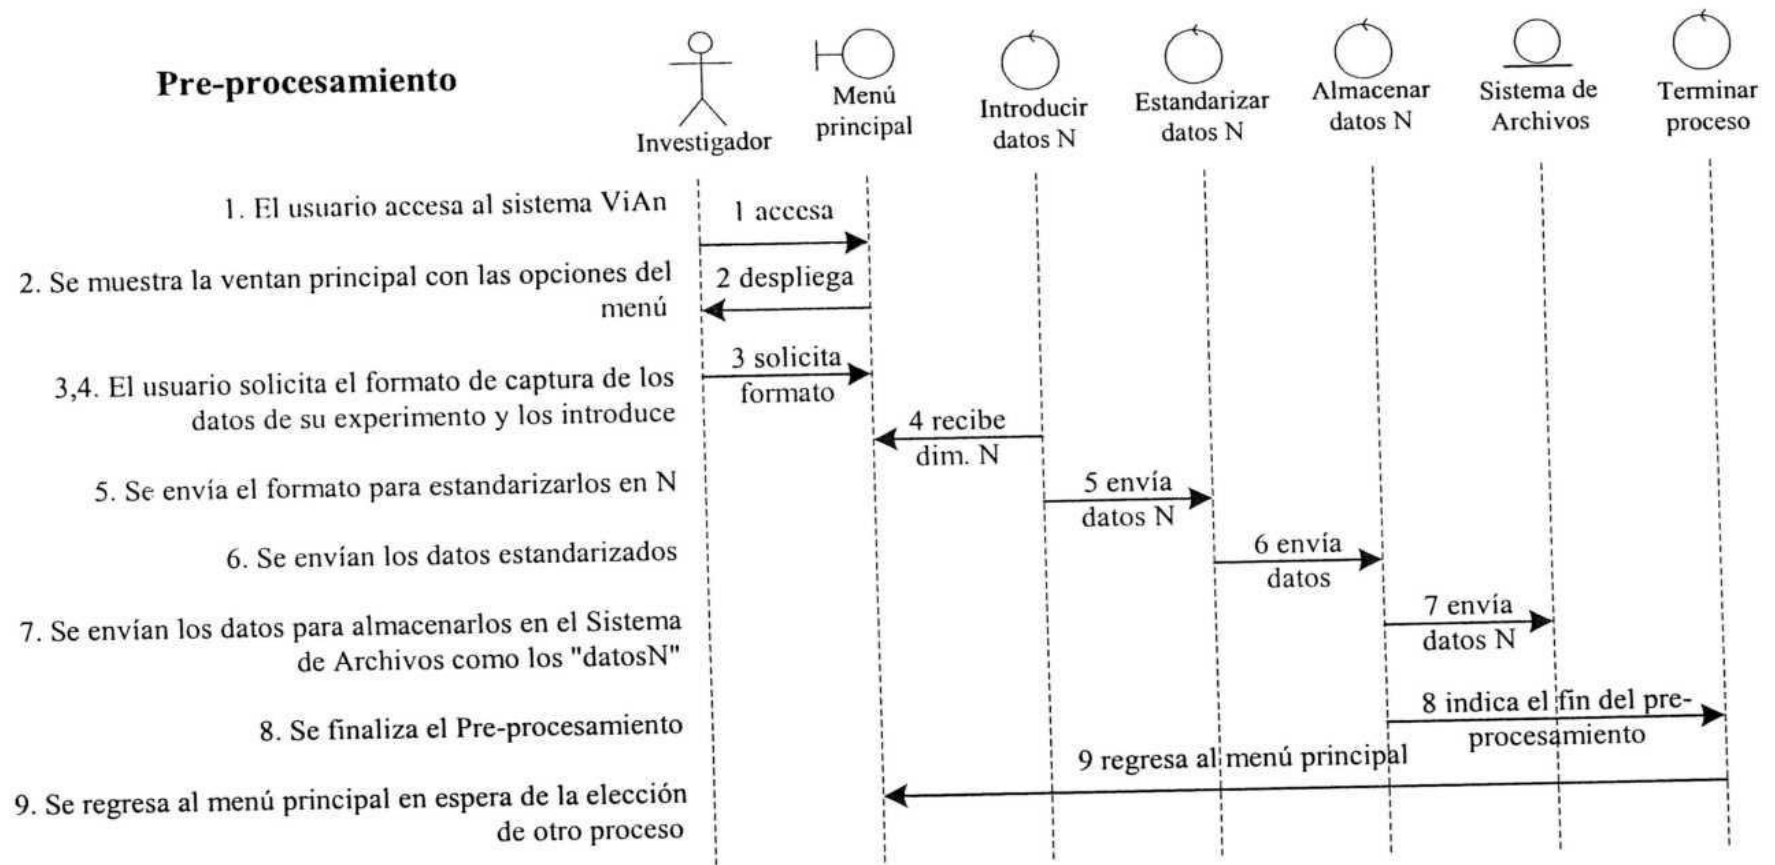 Pre-procesamiento
Investigador
Menú
principal
Introducir
datos N
Estandarizar
datos N
Almacenar
datos N
Sistema de
Archivos
Terminar
proceso
1. El usuario accesa al sistema ViAn
1 accesa
2. Se muestra la ventan principal con las opciones del
menú
2 despliega
3,4. El usuario solicita el formato de captura de los
datos de su experimento y los introduce
3 solicita
formato
4 recibe
dim. N
5. Se envía el formato para estandarizarlos en N
5 envía
datos N
6. Se envían los datos estandarizados
6 envía
datos
7. Se envían los datos para almacenarlos en el Sistema
de Archivos como los "datosN"
7 envía
datos N
8. Se finaliza el Pre-procesamiento
8 indica el fin del pre-
procesamiento
9 regresa al menú principal
9. Se regresa al menú principal en espera de la elección
de otro proceso